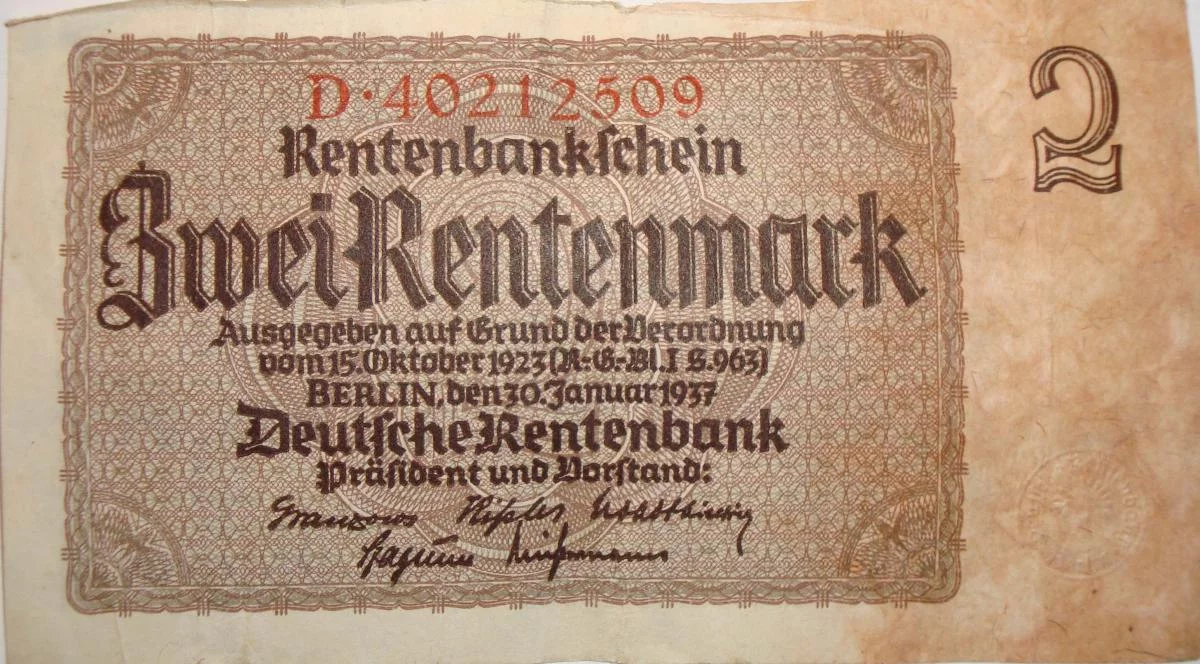 D·40212509
2
Rentenbankschein
Zwei Rentenmark
Ausgegeben auf Grund der Verordnung
vom 15. Oktober 1923 (R.-G.-Bl. I S. 963)
BERLIN, den 30. Januar 1937
Deutsche Rentenbank
Präsident und Vorstand: